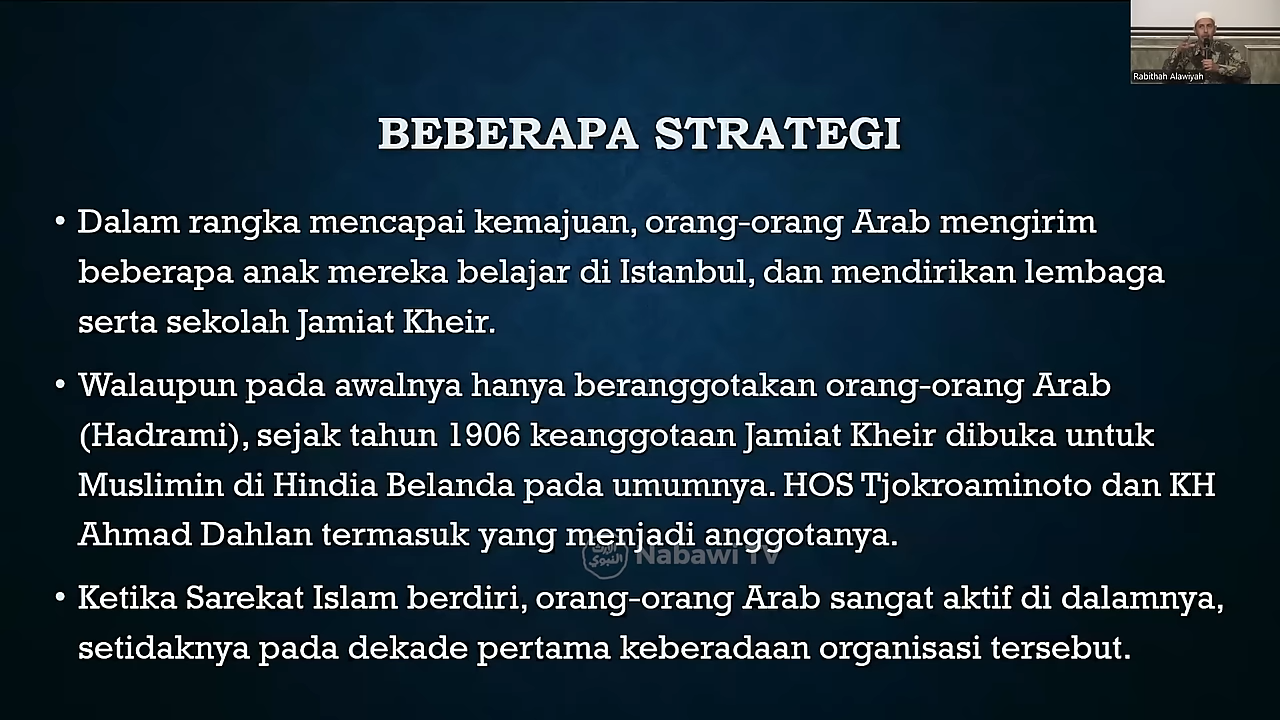 Rabithah Alawiyah
BEBERAPA STRATEGI
• Dalam rangka mencapai kemajuan, orang-orang Arab mengirim
beberapa anak mereka belajar di Istanbul, dan mendirikan lembaga
serta sekolah Jamiat Kheir.
• Walaupun pada awalnya hanya beranggotakan orang-orang Arab
(Hadrami), sejak tahun 1906 keanggotaan Jamiat Kheir dibuka untuk
Muslimin di Hindia Belanda pada umumnya. HOS Tjokroaminoto dan KH
Ahmad Dahlan termasuk yang menjadi anggotanya.
Nabawi TV
• Ketika Sarekat Islam berdiri, orang-orang Arab sangat aktif di dalamnya,
setidaknya pada dekade pertama keberadaan organisasi tersebut.